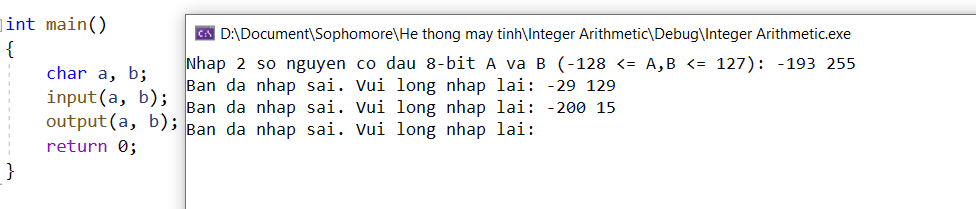 int main()
{
char a, b;
input(a, b);
output(a, b);
return 0;
}
C:\ D:\Document\Sophomore\He thong may tinh\Integer Arithmetic\Debug\Integer Arithmetic.exe
Nhap 2 so nguyen co dau 8-bit A va B (-128 <= A,B <= 127): -193 255
Ban da nhap sai. Vui long nhap lai: -29 129
Ban da nhap sai. Vui long nhap lai: -200 15
Ban da nhap sai. Vui long nhap lai: